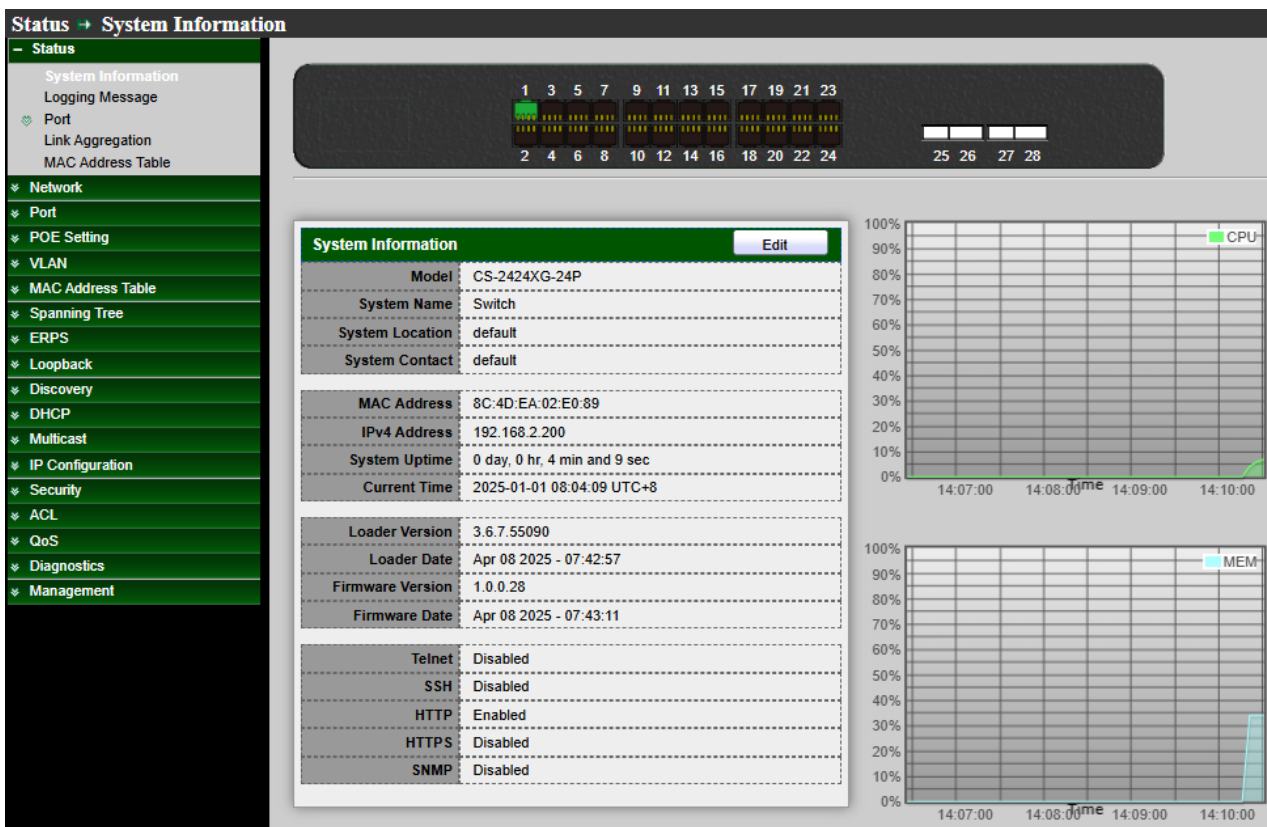 Status → System Information
– Status
System Information
Logging Message
Port
Link Aggregation
MAC Address Table
Network
Port
POE Setting
VLAN
MAC Address Table
Spanning Tree
ERPS
Loopback
Discovery
DHCP
Multicast
IP Configuration
Security
ACL
QoS
Diagnostics
Management
1 3 5 7 9 11 13 15 17 19 21 23
2 4 6 8 10 12 14 16 18 20 22 24 25 26 27 28
System Information Edit
Model CS-2424XG-24P
System Name Switch
System Location default
System Contact default
MAC Address 8C:4D:EA:02:E0:89
IPv4 Address 192.168.2.200
System Uptime 0 day, 0 hr, 4 min and 9 sec
Current Time 2025-01-01 08:04:09 UTC+8
Loader Version 3.6.7.55090
Loader Date Apr 08 2025 - 07:42:57
Firmware Version 1.0.0.28
Firmware Date Apr 08 2025 - 07:43:11
Telnet Disabled
SSH Disabled
HTTP Enabled
HTTPS Disabled
SNMP Disabled
100%
CPU
90%
80%
70%
60%
50%
40%
30%
20%
10%
0%
14:07:00 14:08:00 14:09:00 14:10:00
Time
100%
MEM
90%
80%
70%
60%
50%
40%
30%
20%
10%
0%
14:07:00 14:08:00 14:09:00 14:10:00
Time